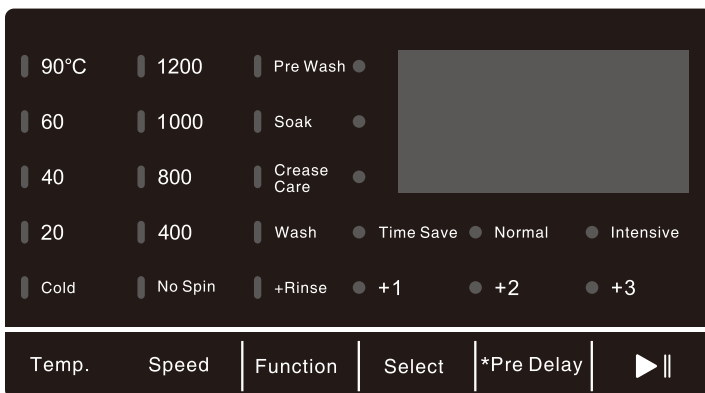 90°C 1200 Pre Wash
60 1000 Soak
40 800 Crease
Care
20 400 Wash Time Save Normal Intensive
Cold No Spin +Rinse +1 +2 +3
Temp. Speed Function Select *Pre Delay